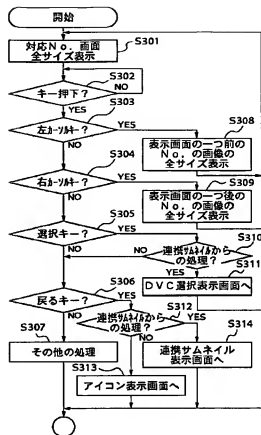 開始
S301
対応No.画面
全サイズ表示
S302
キー押下?
NO
YES
S303
左カーソルキー?
YES
NO
S308
表示画面の一つ前の
No.の画像の
全サイズ表示
S304
右カーソルキー?
YES
NO
S309
表示画面の一つ後の
No.の画像の
全サイズ表示
S305
選択キー?
YES
NO
S310
連携サムネイルから
の処理?
NO
YES
S311
DVC選択表示画面へ
S306
戻るキー?
YES
NO
S312
連携サムネイルから
の処理?
YES
NO
S307
その他の処理
S314
連携サムネイル
表示画面へ
S313
アイコン表示画面へ